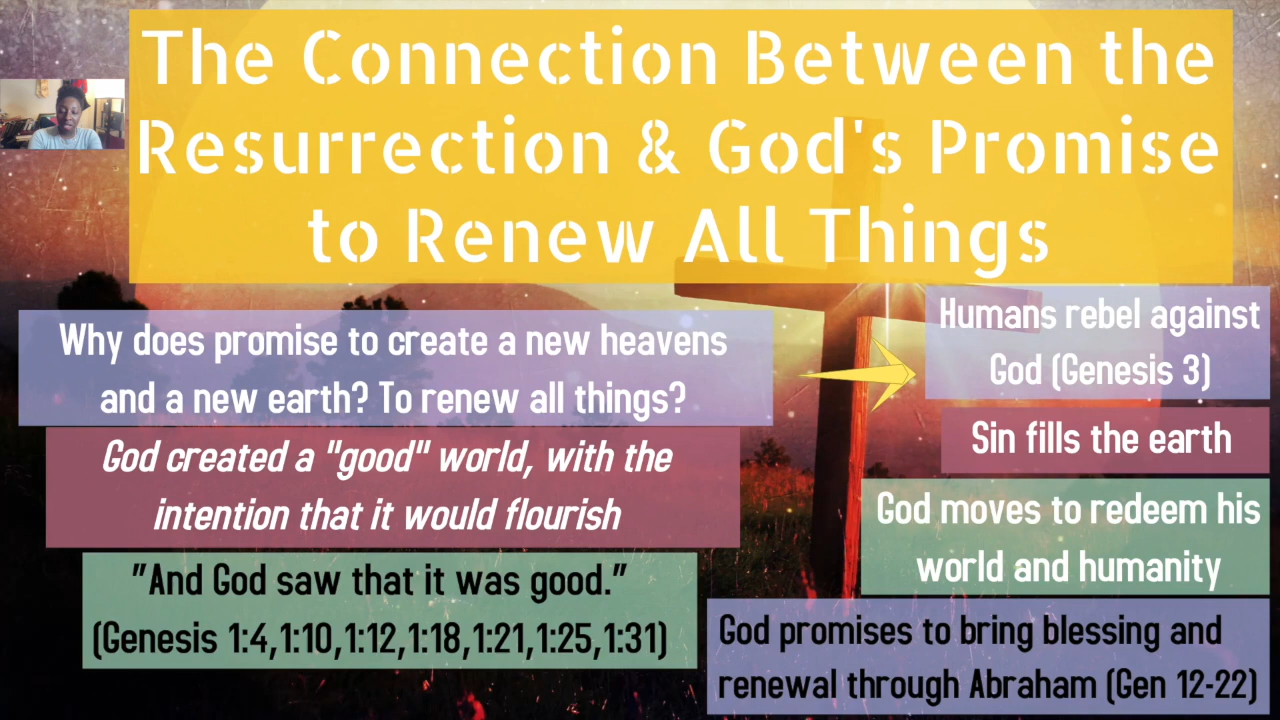 The Connection Between the
Resurrection & God's Promise
to Renew All Things
Why does promise to create a new heavens
and a new earth? To renew all things?
God created a "good" world, with the
intention that it would flourish
"And God saw that it was good."
(Genesis 1:4,1:10,1:12,1:18,1:21,1:25,1:31)
Humans rebel against
God (Genesis 3)
Sin fills the earth
God moves to redeem his
world and humanity
God promises to bring blessing and
renewal through Abraham (Gen 12-22)